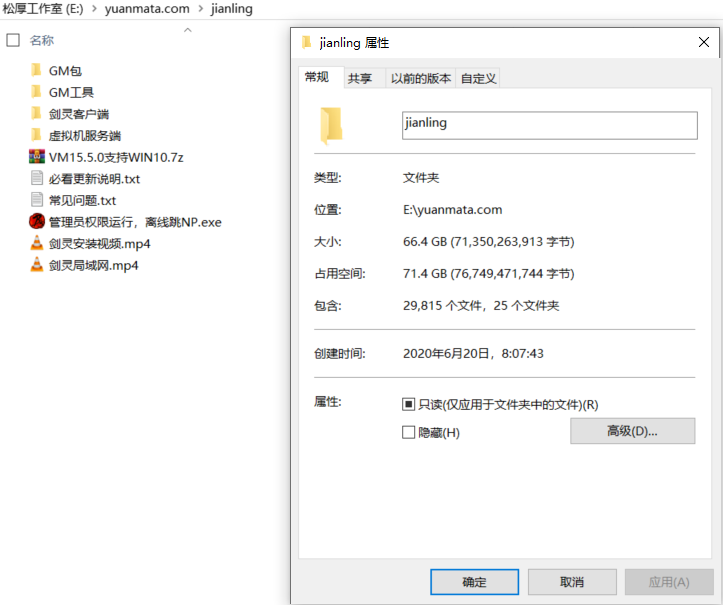 松厚工作室 (E:) > yuanmata.com > jianling
名称
GM包
GM工具
剑灵客户端
虚拟机服务端
VM15.5.0支持WIN10.7z
必看更新说明.txt
常见问题.txt
管理员权限运行，离线跳NP.exe
剑灵安装视频.mp4
剑灵局域网.mp4
jianling 属性
常规 共享 以前的版本 自定义
jianling
类型: 文件夹
位置: E:\yuanmata.com
大小: 66.4 GB (71,350,263,913 字节)
占用空间: 71.4 GB (76,749,471,744 字节)
包含: 29,815 个文件，25 个文件夹
创建时间: 2020年6月20日，8:07:43
属性: 只读(仅应用于文件夹中的文件)(R)
隐藏(H) 高级(D)...
确定 取消 应用(A)